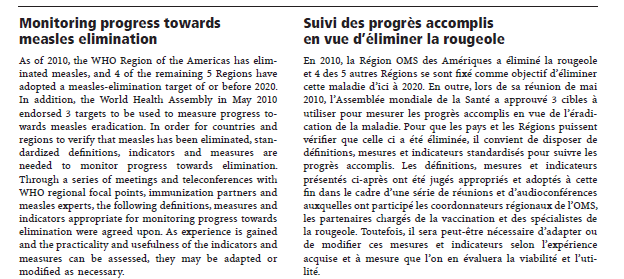 Monitoring progress towards
measles elimination
As of 2010, the WHO Region of the Americas has elim-
inated measles, and 4 of the remaining 5 Regions have
adopted a measles-elimination target of or before 2020.
In addition, the World Health Assembly in May 2010
endorsed 3 targets to be used to measure progress to-
wards measles eradication. In order for countries and
regions to verify that measles has been eliminated, stan-
dardized definitions, indicators and measures are
needed to monitor progress towards elimination.
Through a series of meetings and teleconferences with
WHO regional focal points, immunization partners and
measles experts, the following definitions, measures and
indicators appropriate for monitoring progress towards
elimination were agreed upon. As experience is gained
and the practicality and usefulness of the indicators and
measures can be assessed, they may be adapted or
modified as necessary.
Suivi des progrès accomplis
en vue d’éliminer la rougeole
En 2010, la Région OMS des Amériques a éliminé la rougeole
et 4 des 5 autres Régions se sont fixé comme objectif d’éliminer
cette maladie d’ici à 2020. En outre, lors de sa réunion de mai
2010, l’Assemblée mondiale de la Santé a approuvé 3 cibles à
utiliser pour mesurer les progrès accomplis en vue de l’éradi-
cation de la maladie. Pour que les pays et les Régions puissent
vérifier que celle ci a été éliminée, il convient de disposer de
définitions, mesures et indicateurs standardisés pour suivre les
progrès accomplis. Les définitions, mesures et indicateurs
présentés ci-après ont été jugés appropriés et adoptés à cette
fin dans le cadre d’une série de réunions et d’audioconférences
auxquelles ont participé les coordonnateurs régionaux de l’OMS,
les partenaires chargés de la vaccination et des spécialistes de
la rougeole. Toutefois, il sera peut-être nécessaire d’adapter ou
de modifier ces mesures et indicateurs selon l’expérience
acquise et à mesure que l’on en évaluera la viabilité et l’uti-
lité.